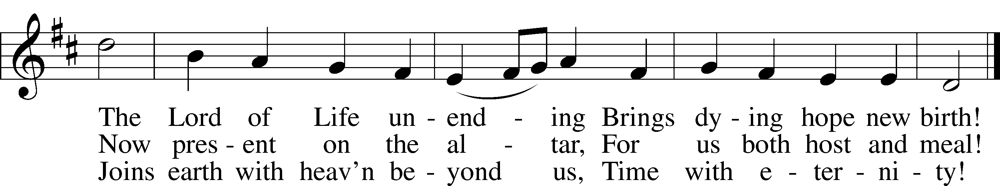 The Lord of Life un - end - ing Brings dy - ing hope new birth!
Now pres - ent on the al - tar, For us both host and meal!
Joins earth with heav’n be - yond us, Time with e - ter - ni - ty!